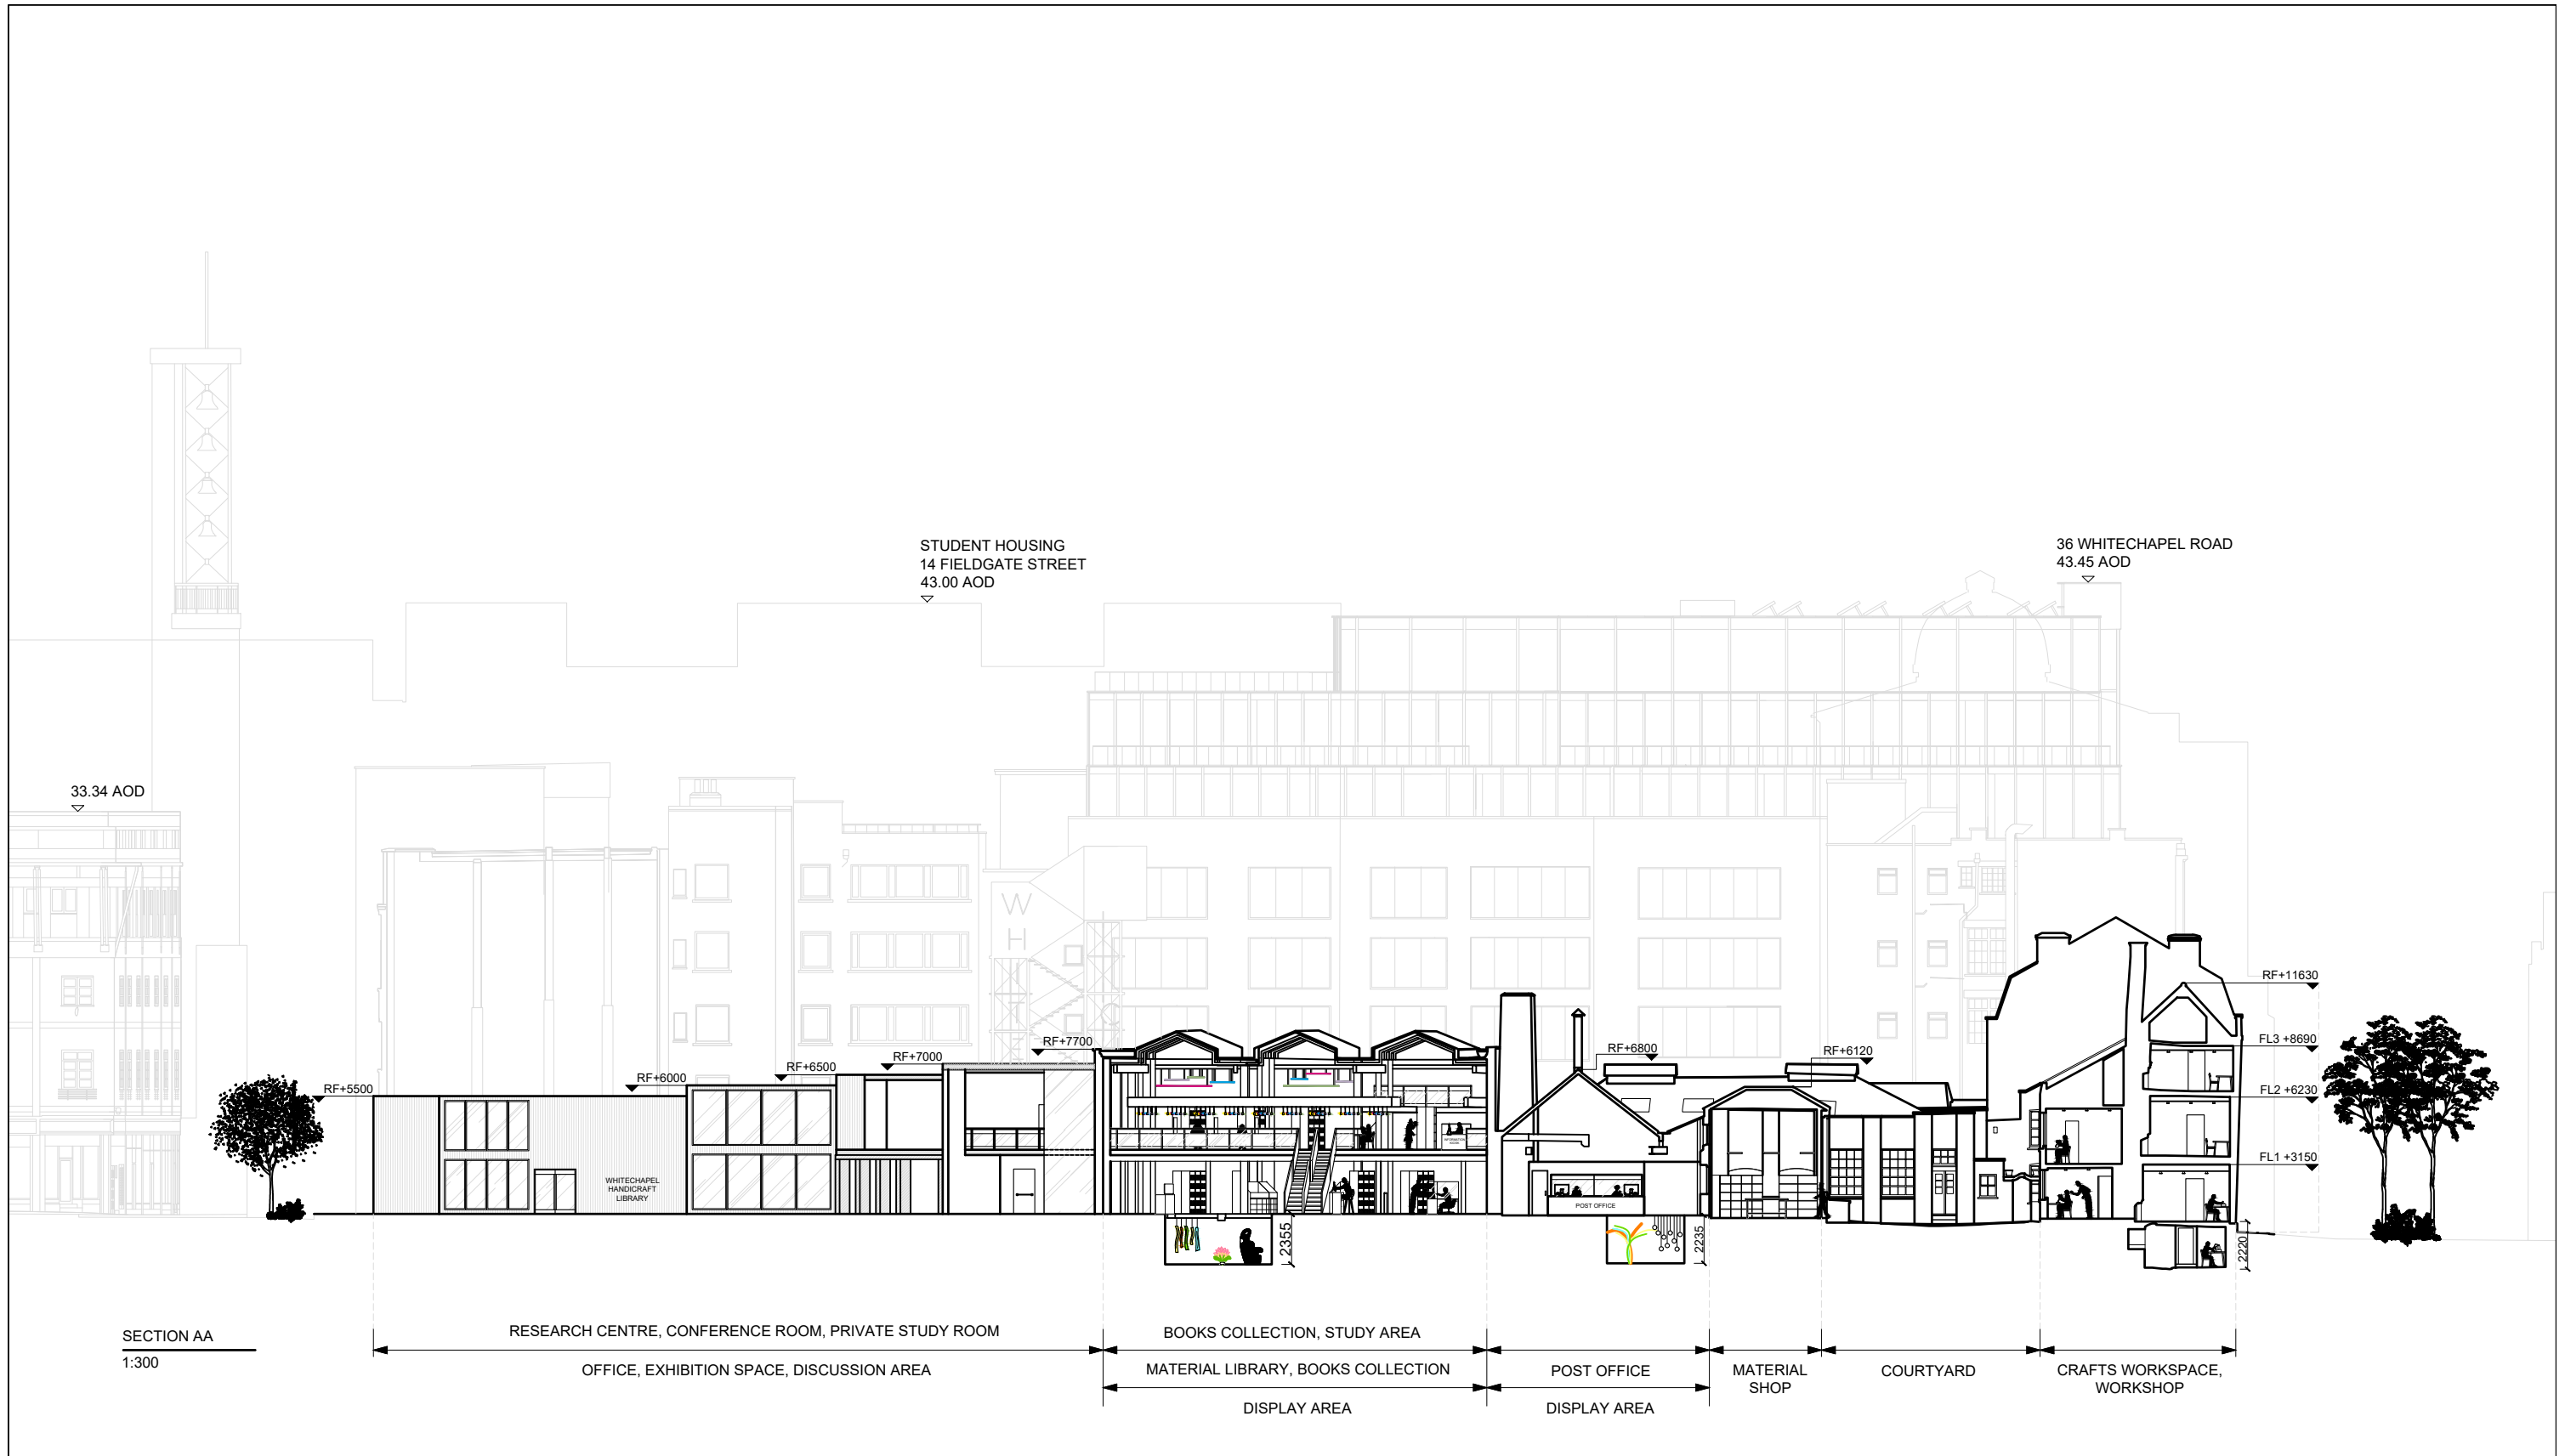 STUDENT HOUSING
14 FIELDGATE STREET
43.00 AOD
36 WHITECHAPEL ROAD
43.45 AOD
33.34 AOD
W
H
I
T
E
RF+5500
RF+6000
RF+6500
RF+7000
RF+7700
RF+6800
RF+6120
RF+11630
FL3 +8690
FL2 +6230
FL1 +3150
WHITECHAPEL
HANDICRAFT
LIBRARY
INFORMATION
POST OFFICE
2355
2235
2220
SECTION AA
1:300
RESEARCH CENTRE, CONFERENCE ROOM, PRIVATE STUDY ROOM
OFFICE, EXHIBITION SPACE, DISCUSSION AREA
BOOKS COLLECTION, STUDY AREA
MATERIAL LIBRARY, BOOKS COLLECTION
DISPLAY AREA
POST OFFICE
DISPLAY AREA
MATERIAL
SHOP
COURTYARD
CRAFTS WORKSPACE,
WORKSHOP